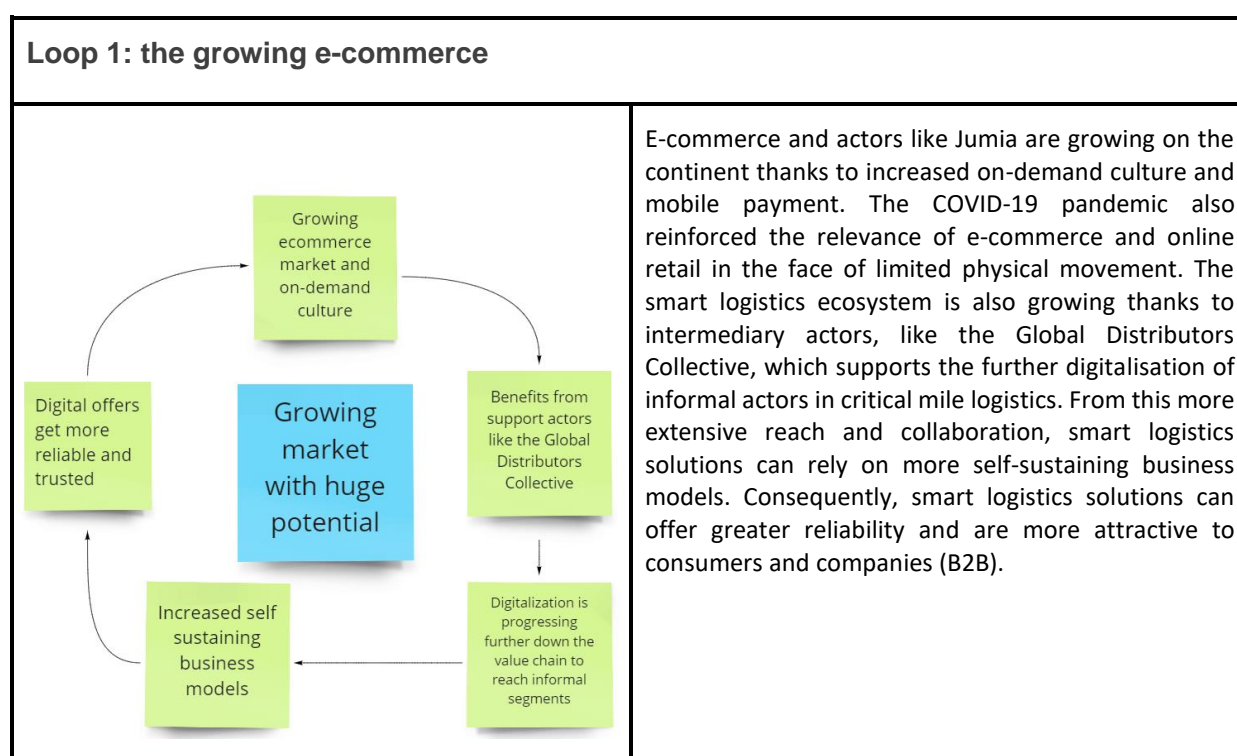 Loop 1: the growing e-commerce
Growing
ecommerce
market and
on-demand
culture
Benefits from
support actors
like the Global
Distributors
Collective
Digitalization is
progressing
further down the
value chain to
reach informal
segments
Increased self
sustaining
business
models
Digital offers
get more
reliable and
trusted
Growing
market
with huge
potential
E-commerce and actors like Jumia are growing on the
continent thanks to increased on-demand culture and
mobile payment. The COVID-19 pandemic also
reinforced the relevance of e-commerce and online
retail in the face of limited physical movement. The
smart logistics ecosystem is also growing thanks to
intermediary actors, like the Global Distributors
Collective, which supports the further digitalisation of
informal actors in critical mile logistics. From this more
extensive reach and collaboration, smart logistics
solutions can rely on more self-sustaining business
models. Consequently, smart logistics solutions can
offer greater reliability and are more attractive to
consumers and companies (B2B).